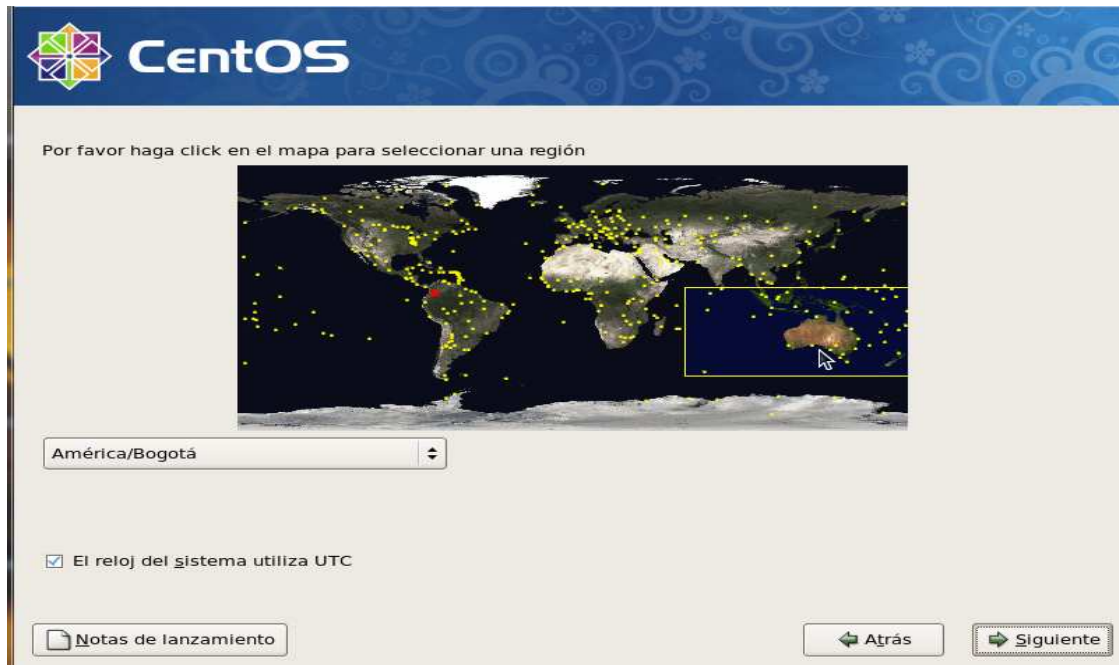 CentOS
Por favor haga click en el mapa para seleccionar una región
América/Bogotá
El reloj del sistema utiliza UTC
Notas de lanzamiento
Atrás
Siguiente